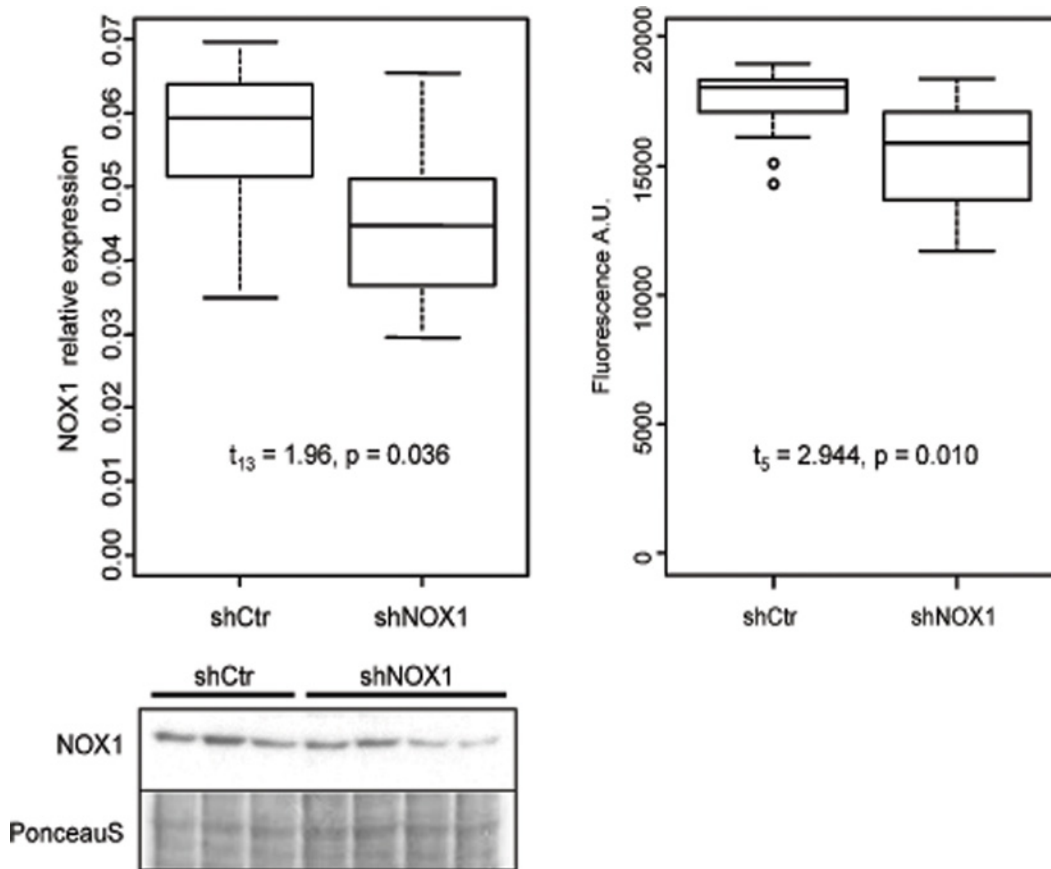 NOX1 relative expression
0.07
0.06
0.05
0.04
0.03
0.02
0.01
0.00
t₁₃ = 1.96, p = 0.036
shCtr
shNOX1
Fluorescence A.U.
20000
15000
10000
5000
0
t₅ = 2.944, p = 0.010
shCtr
shNOX1
shCtr
shNOX1
NOX1
PonceauS